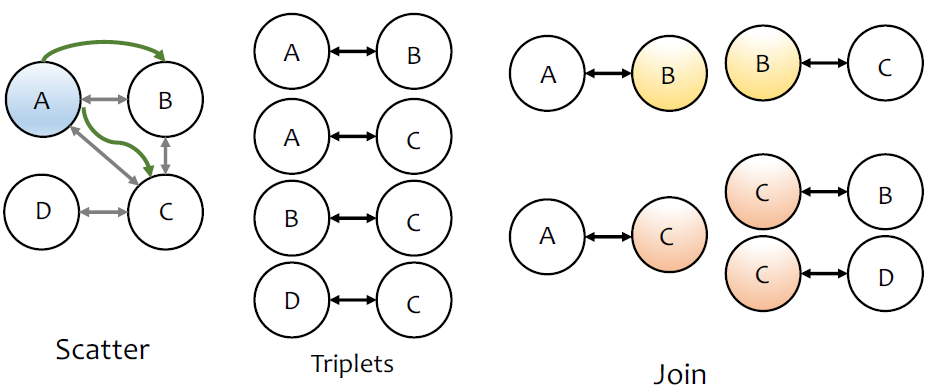 A B
D C
Scatter
A B
A C
B C
D C
Triplets
A B B C
C B
A C
C D
Join